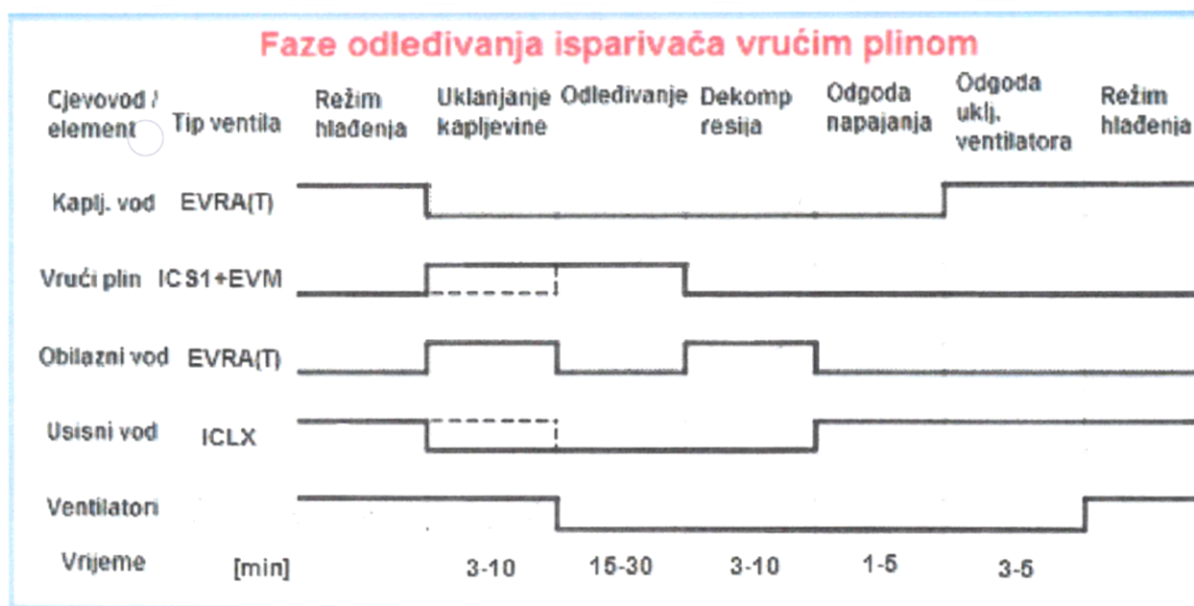 Faze odleđivanja isparivača vrućim plinom
Cjevovod / element
Tip ventila
Režim hlađenja
Uklanjanje kapljevine
Odleđivanje
Dekomp resija
Odgoda napajanja
Odgoda uklj. ventilatora
Režim hlađenja
Kaplj. vod EVRA(T)
Vrući plin ICS1+EVM
Obilazni vod EVRA(T)
Usisni vod ICLX
Ventilatori
Vrijeme [min] 3-10 15-30 3-10 1-5 3-5